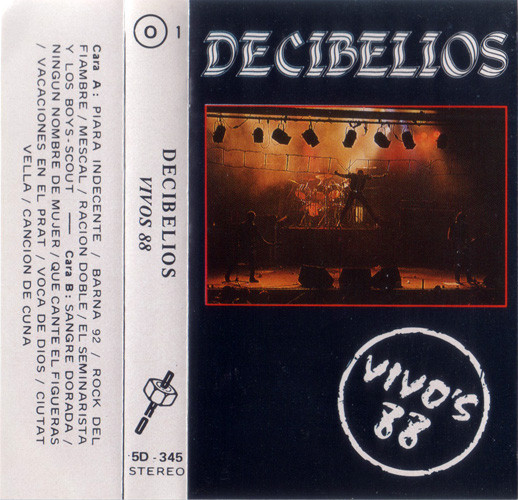 Cara A: PIARA INDECENTE / BARNA 92 / ROCK DEL
FIAMBRE / MESCAL / RACION DOBLE / EL SEMINARISTA
Y LOS BOYS-SCOUT — Cara B: SANGRE DORADA /
NINGUN NOMBRE DE MUJER / QUE CANTE EL FIGUERAS
/ VACACIONES EN EL PRAT / VOCA DE DIOS / CIUTAT
VELLA / CANCION DE CUNA
O 1
DECIBELIOS
VIVOS 88
5D - 345
STEREO
DECIBELIOS
VIVO'S
88